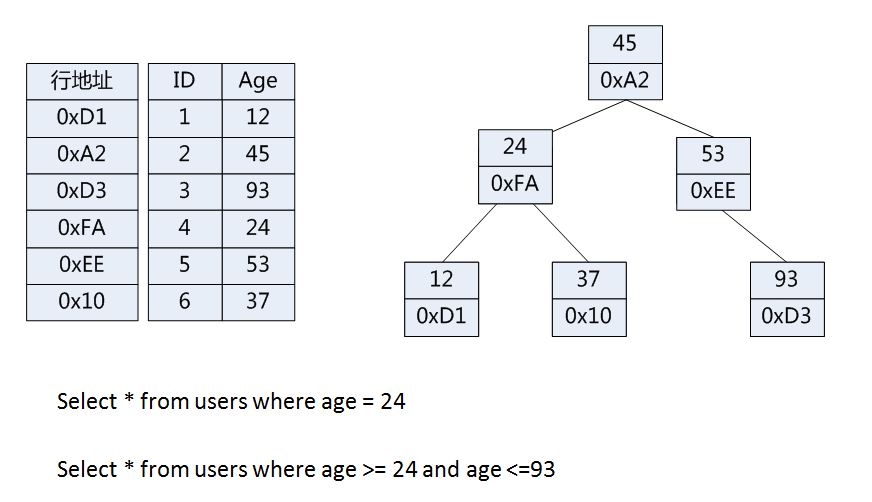 行地址 ID Age
0xD1 1 12
0xA2 2 45
0xD3 3 93
0xFA 4 24
0xEE 5 53
0x10 6 37
45
0xA2
24
0xFA
53
0xEE
12
0xD1
37
0x10
93
0xD3
Select * from users where age = 24
Select * from users where age >= 24 and age <=93